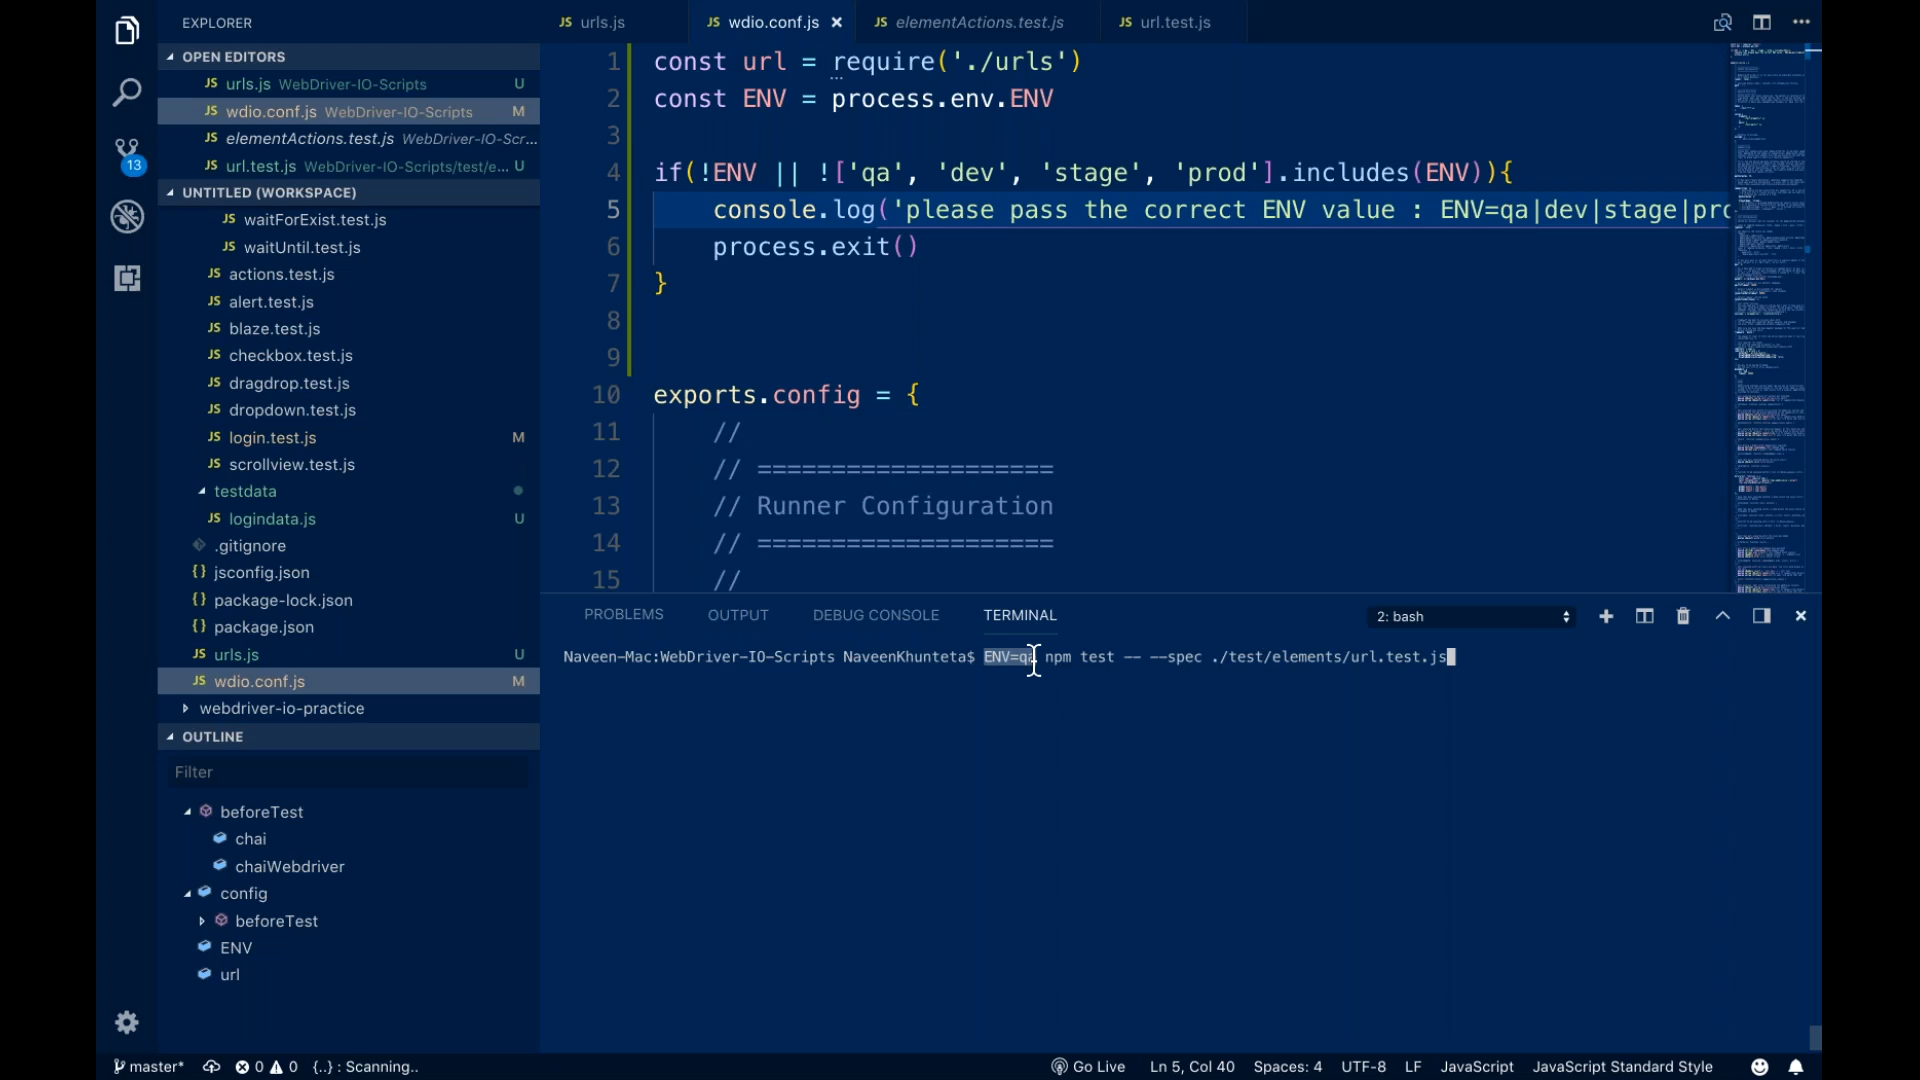 EXPLORER
JS urls.js
JS wdio.conf.js ×
JS elementActions.test.js
JS url.test.js
OPEN EDITORS
JS urls.js WebDriver-IO-Scripts U
JS wdio.conf.js WebDriver-IO-Scripts M
JS elementActions.test.js WebDriver-IO-Scr...
JS url.test.js WebDriver-IO-Scripts/test/e... U
13
UNTITLED (WORKSPACE)
JS waitForExist.test.js
JS waitUntil.test.js
JS actions.test.js
JS alert.test.js
JS blaze.test.js
JS checkbox.test.js
JS dragdrop.test.js
JS dropdown.test.js
JS login.test.js M
JS scrollview.test.js
testdata
JS logindata.js U
.gitignore
{} jsconfig.json
{} package-lock.json
{} package.json
JS urls.js U
JS wdio.conf.js M
webdriver-io-practice
OUTLINE
Filter
beforeTest
chai
chaiWebdriver
config
beforeTest
ENV
url
1 const url = require('./urls')
2 const ENV = process.env.ENV
3
4 if(!ENV || !['qa', 'dev', 'stage', 'prod'].includes(ENV)){
5 console.log('please pass the correct ENV value : ENV=qa|dev|stage|pro
6 process.exit()
7 }
8
9
10 exports.config = {
11 //
12 // ====================
13 // Runner Configuration
14 // ====================
15 //
PROBLEMS OUTPUT DEBUG CONSOLE TERMINAL 2: bash
Naveen-Mac:WebDriver-IO-Scripts NaveenKhunteta$ ENV=qa npm test -- --spec ./test/elements/url.test.js
master* 0 0 {..} : Scanning.. Go Live Ln 5, Col 40 Spaces: 4 UTF-8 LF JavaScript JavaScript Standard Style